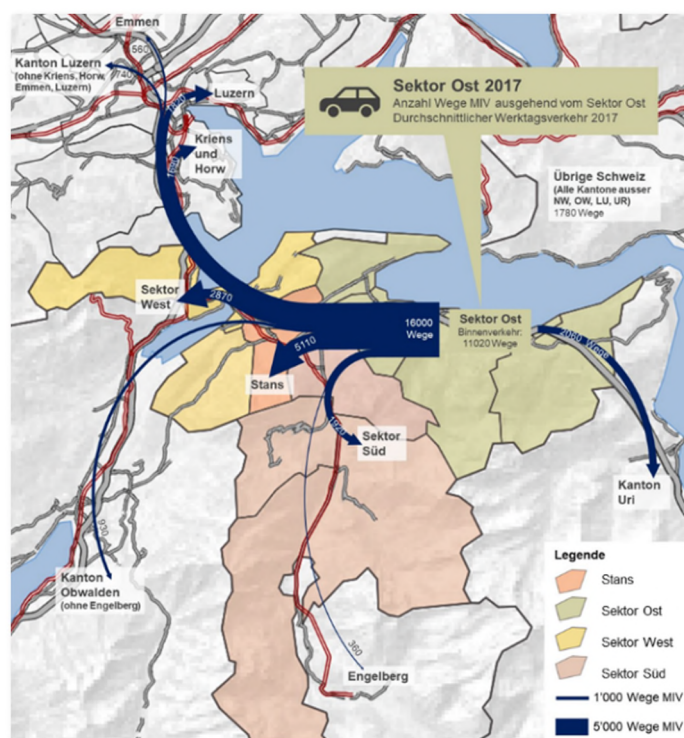 Emmen
560
Kanton Luzern
(ohne Kriens, Horw
Emmen, Luzern)
740
Luzern
Kriens
und
Horw
Sektor Ost 2017
Anzahl Wege MIV ausgehend vom Sektor Ost
Durchschnittlicher Werktagsverkehr 2017
Übrige Schweiz
(Alle Kantone ausser
NW, OW, LU, UR)
1780 Wege
Sektor
West
2870
16000
Wege
Sektor Ost
Binnenverkehr:
11020 Wege
2060 Wege
5110
Stans
Sektor
Süd
Kanton
Uri
930
Kanton
Obwalden
(ohne Engelberg)
360
Engelberg
Legende
Stans
Sektor Ost
Sektor West
Sektor Süd
1'000 Wege MIV
5'000 Wege MIV